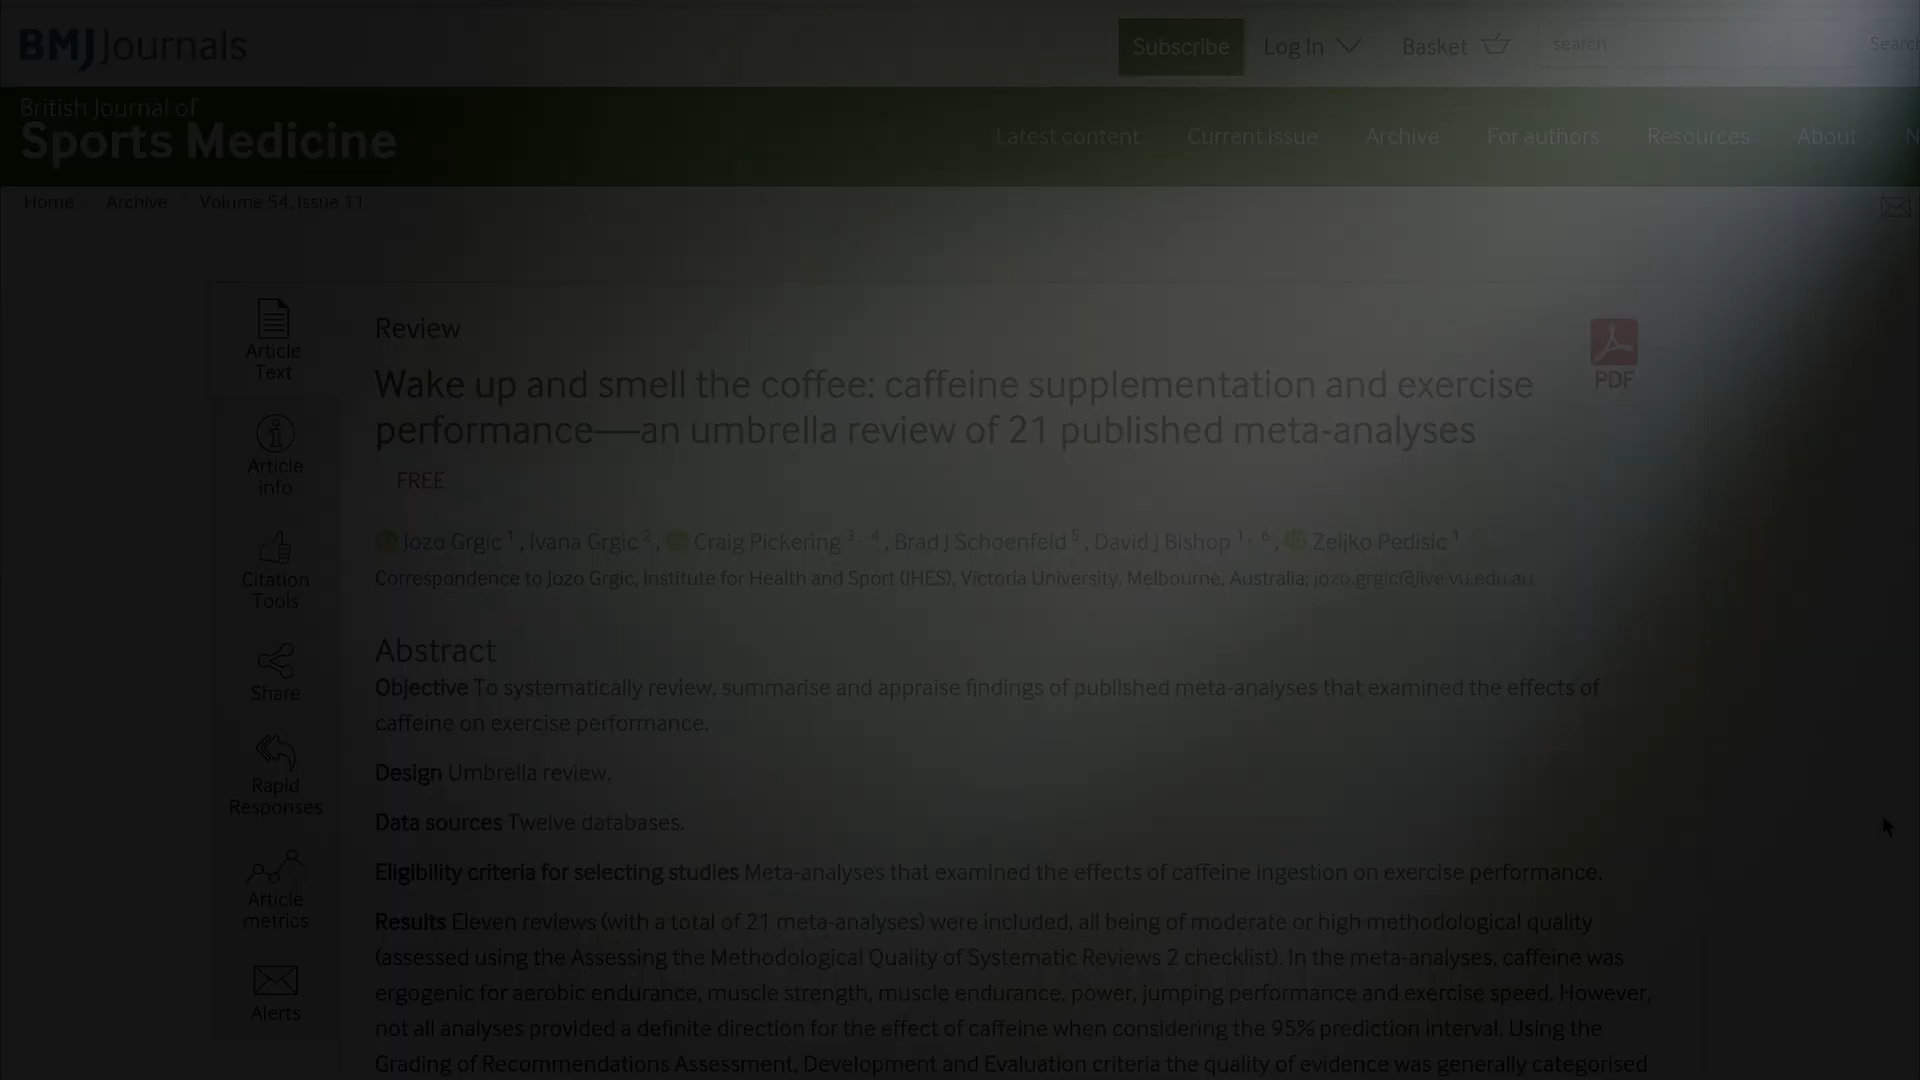 BMJ Journals
Subscribe
Log In
Basket
search
British Journal of
Sports Medicine
Latest content
Current issue
Archive
For authors
Resources
About
Home
Archive
Volume 54, Issue 11
Article
Text
Article
info
Citation
Tools
Share
Rapid
Responses
Article
metrics
Alerts
Review
PDF
Wake up and smell the coffee: caffeine supplementation and exercise
performance—an umbrella review of 21 published meta-analyses
FREE
Jozo Grgic 1, Ivana Grgic 2, Craig Pickering 3, 4, Brad J Schoenfeld 5, David J Bishop 1, 6, Zeljko Pedisic 1
Correspondence to Jozo Grgic, Institute for Health and Sport (IHES), Victoria University, Melbourne, Australia; jozo.grgic@live.vu.edu.au
Abstract
Objective To systematically review, summarise and appraise findings of published meta-analyses that examined the effects of
caffeine on exercise performance.
Design Umbrella review.
Data sources Twelve databases.
Eligibility criteria for selecting studies Meta-analyses that examined the effects of caffeine ingestion on exercise performance.
Results Eleven reviews (with a total of 21 meta-analyses) were included, all being of moderate or high methodological quality
(assessed using the Assessing the Methodological Quality of Systematic Reviews 2 checklist). In the meta-analyses, caffeine was
ergogenic for aerobic endurance, muscle strength, muscle endurance, power, jumping performance and exercise speed. However,
not all analyses provided a definite direction for the effect of caffeine when considering the 95% prediction interval. Using the
Grading of Recommendations Assessment, Development and Evaluation criteria the quality of evidence was generally categorised